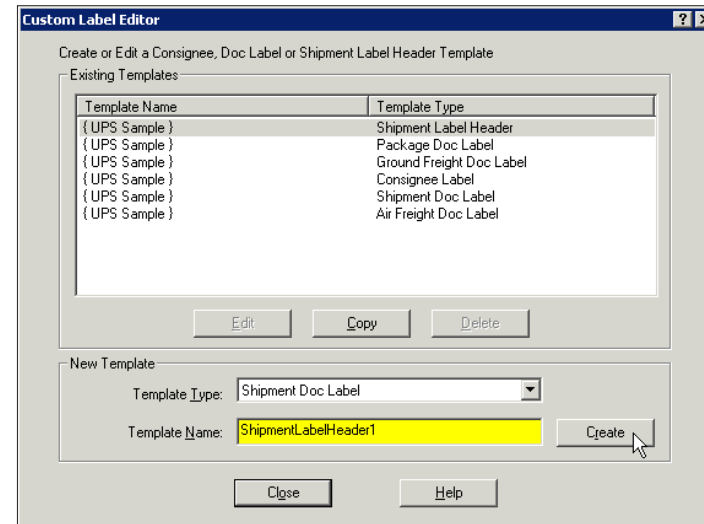 Custom Label Editor
Create or Edit a Consignee, Doc Label or Shipment Label Header Template
Existing Templates
Template Name Template Type
{ UPS Sample } Shipment Label Header
{ UPS Sample } Package Doc Label
{ UPS Sample } Ground Freight Doc Label
{ UPS Sample } Consignee Label
{ UPS Sample } Shipment Doc Label
{ UPS Sample } Air Freight Doc Label
Edit Copy Delete
New Template
Template Type: Shipment Doc Label
Template Name: ShipmentLabelHeader1 Create
Close Help